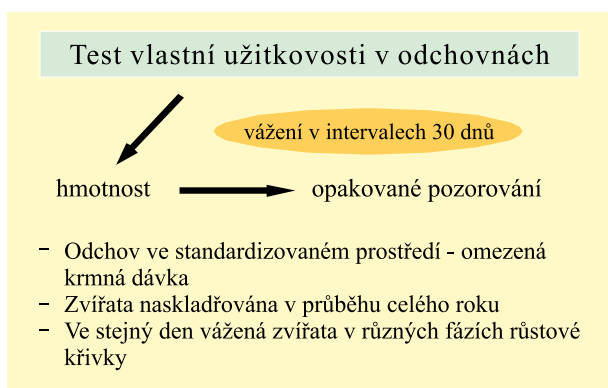 Test vlastní užitkovosti v odchovnách
vážení v intervalech 30 dnů
hmotnost
opakované pozorování
- Odchov ve standardizovaném prostředí - omezená
krmná dávka
- Zvířata naskladřována v průběhu celého roku
- Ve stejný den vážená zvířata v různých fázích růstové
křivky